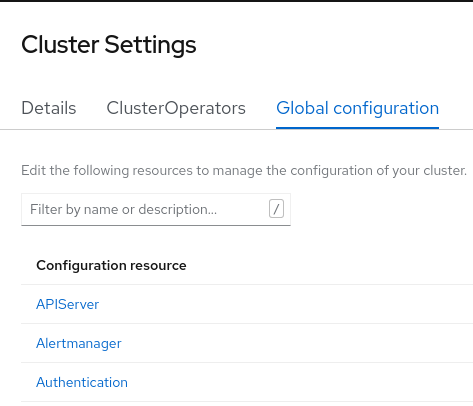 Cluster Settings
Details ClusterOperators Global configuration
Edit the following resources to manage the configuration of your cluster.
Filter by name or description... /
Configuration resource
APIServer
Alertmanager
Authentication